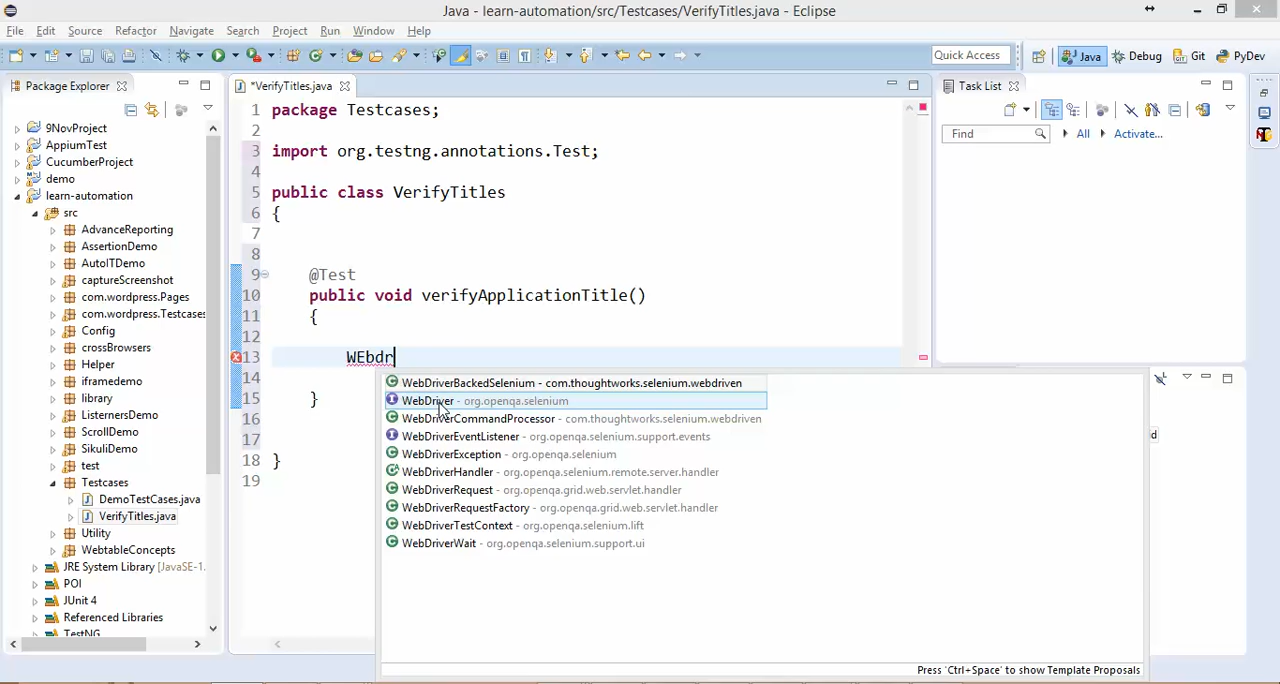 Java - learn-automation/src/Testcases/VerifyTitles.java - Eclipse
File Edit Source Refactor Navigate Search Project Run Window Help
Quick Access Java Debug Git PyDev
Package Explorer
9NovProject
AppiumTest
CucumberProject
demo
learn-automation
src
AdvanceReporting
AssertionDemo
AutoITDemo
captureScreenshot
com.wordpress.Pages
com.wordpress.Testcases
Config
crossBrowsers
Helper
iframedemo
library
ListenersDemo
ScrollDemo
SikuliDemo
test
Testcases
DemoTestCases.java
VerifyTitles.java
Utility
WebtableConcepts
JRE System Library [JavaSE-1.
POI
JUnit 4
Referenced Libraries
TestNG
*VerifyTitles.java
1 package Testcases;
2
3 import org.testng.annotations.Test;
4
5 public class VerifyTitles
6 {
7
8
9 @Test
10 public void verifyApplicationTitle()
11 {
12
13 WEbdr
14
15 }
16
17
18 }
19
WebDriverBackedSelenium - com.thoughtworks.selenium.webdriven
WebDriver - org.openqa.selenium
WebDriverCommandProcessor - com.thoughtworks.selenium.webdriven
WebDriverEventListener - org.openqa.selenium.support.events
WebDriverException - org.openqa.selenium
WebDriverHandler - org.openqa.selenium.remote.server.handler
WebDriverRequest - org.openqa.grid.web.servlet.handler
WebDriverRequestFactory - org.openqa.grid.web.servlet.handler
WebDriverTestContext - org.openqa.selenium.lift
WebDriverWait - org.openqa.selenium.support.ui
Press 'Ctrl+Space' to show Template Proposals
Task List
Find All Activate...
d